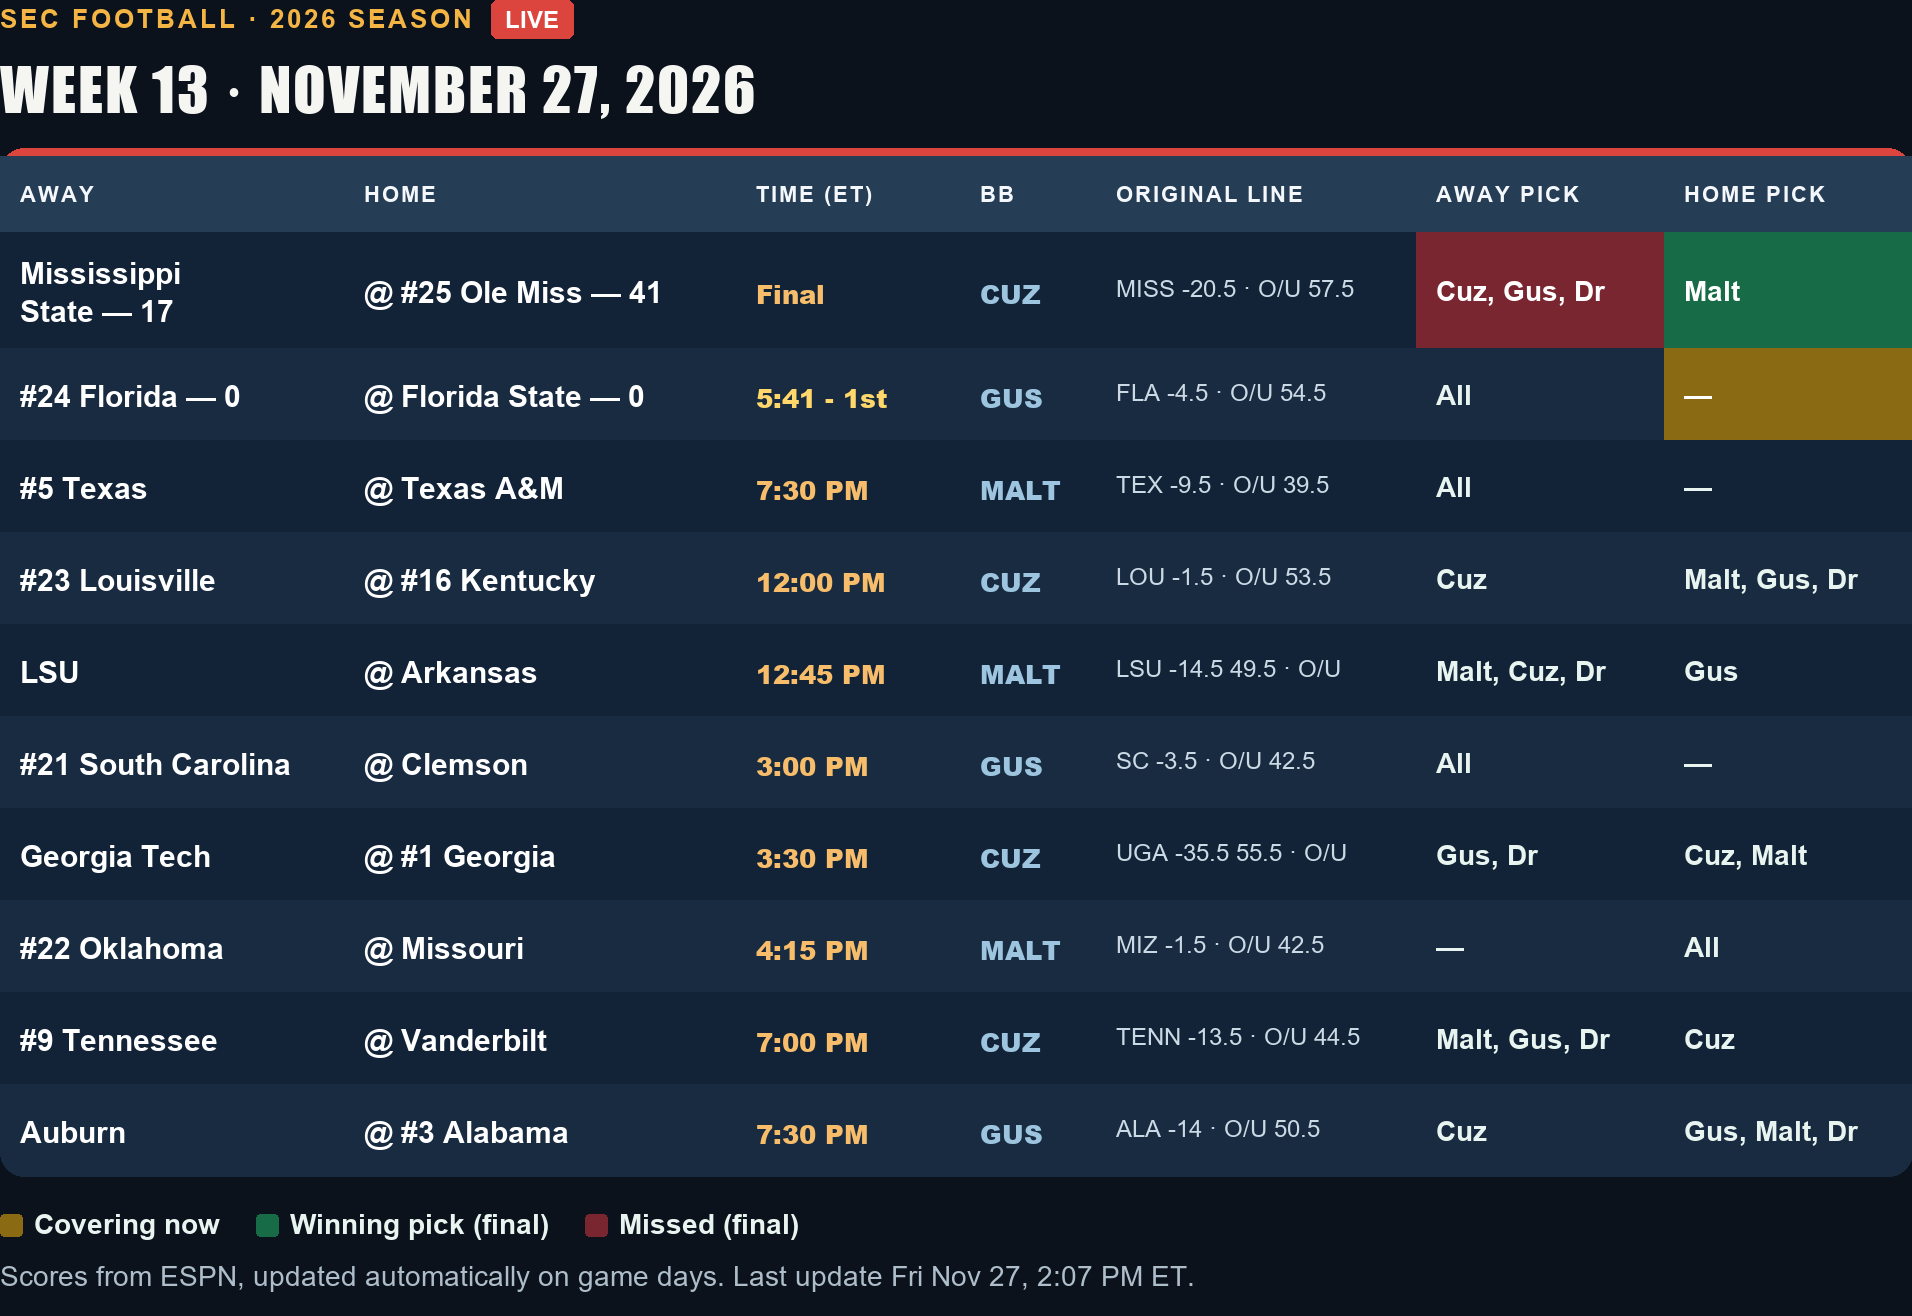 SEC FOOTBALL · 2026 SEASON LIVE
WEEK 13 · NOVEMBER 27, 2026
AWAY HOME TIME (ET) BB ORIGINAL LINE AWAY PICK HOME PICK
Mississippi
State — 17 @ #25 Ole Miss — 41 Final CUZ MISS -20.5 · O/U 57.5 Cuz, Gus, Dr Malt
#24 Florida — 0 @ Florida State — 0 5:41 - 1st GUS FLA -4.5 · O/U 54.5 All —
#5 Texas @ Texas A&M 7:30 PM MALT TEX -9.5 · O/U 39.5 All —
#23 Louisville @ #16 Kentucky 12:00 PM CUZ LOU -1.5 · O/U 53.5 Cuz Malt, Gus, Dr
LSU @ Arkansas 12:45 PM MALT LSU -14.5 49.5 · O/U Malt, Cuz, Dr Gus
#21 South Carolina @ Clemson 3:00 PM GUS SC -3.5 · O/U 42.5 All —
Georgia Tech @ #1 Georgia 3:30 PM CUZ UGA -35.5 55.5 · O/U Gus, Dr Cuz, Malt
#22 Oklahoma @ Missouri 4:15 PM MALT MIZ -1.5 · O/U 42.5 — All
#9 Tennessee @ Vanderbilt 7:00 PM CUZ TENN -13.5 · O/U 44.5 Malt, Gus, Dr Cuz
Auburn @ #3 Alabama 7:30 PM GUS ALA -14 · O/U 50.5 Cuz Gus, Malt, Dr
Covering now Winning pick (final) Missed (final)
Scores from ESPN, updated automatically on game days. Last update Fri Nov 27, 2:07 PM ET.